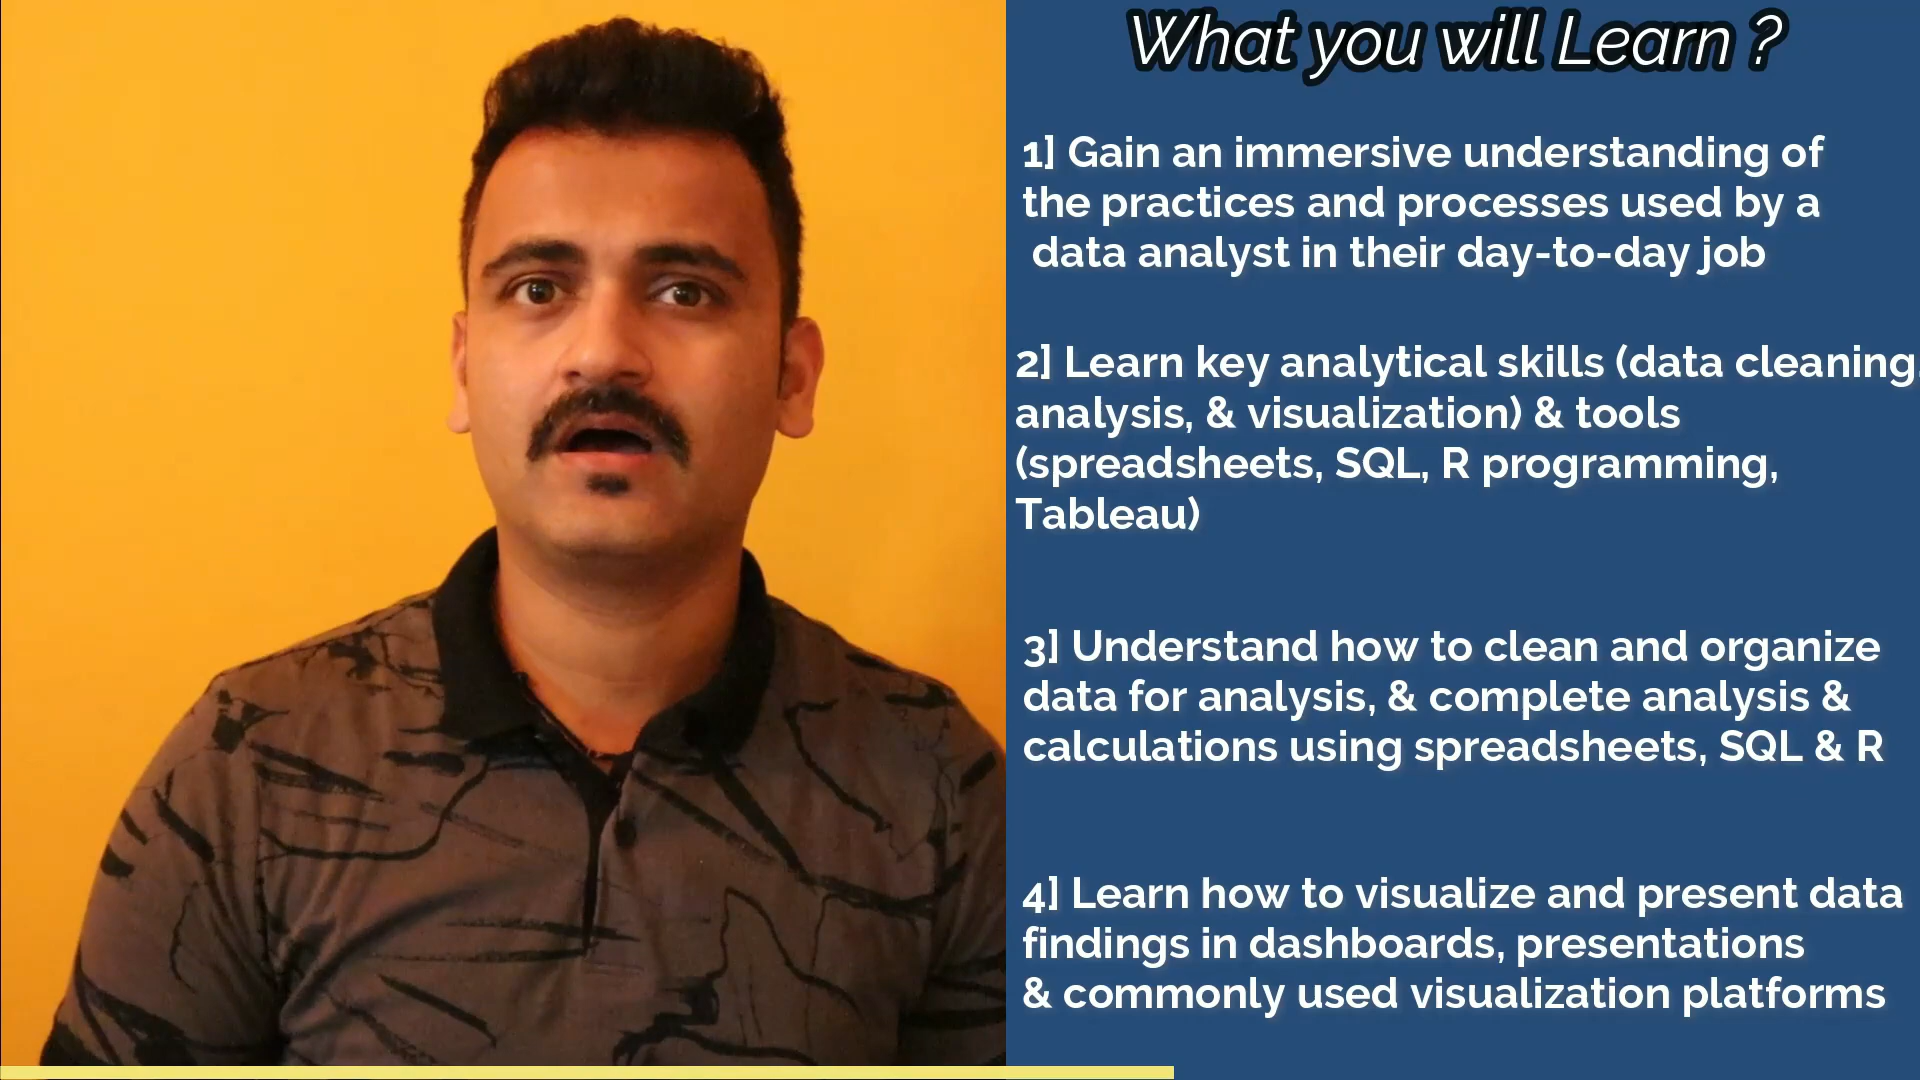 What you will Learn ?
1] Gain an immersive understanding of
the practices and processes used by a
data analyst in their day-to-day job
2] Learn key analytical skills (data cleaning,
analysis, & visualization) & tools
(spreadsheets, SQL, R programming,
Tableau)
3] Understand how to clean and organize
data for analysis, & complete analysis &
calculations using spreadsheets, SQL & R
4] Learn how to visualize and present data
findings in dashboards, presentations
& commonly used visualization platforms